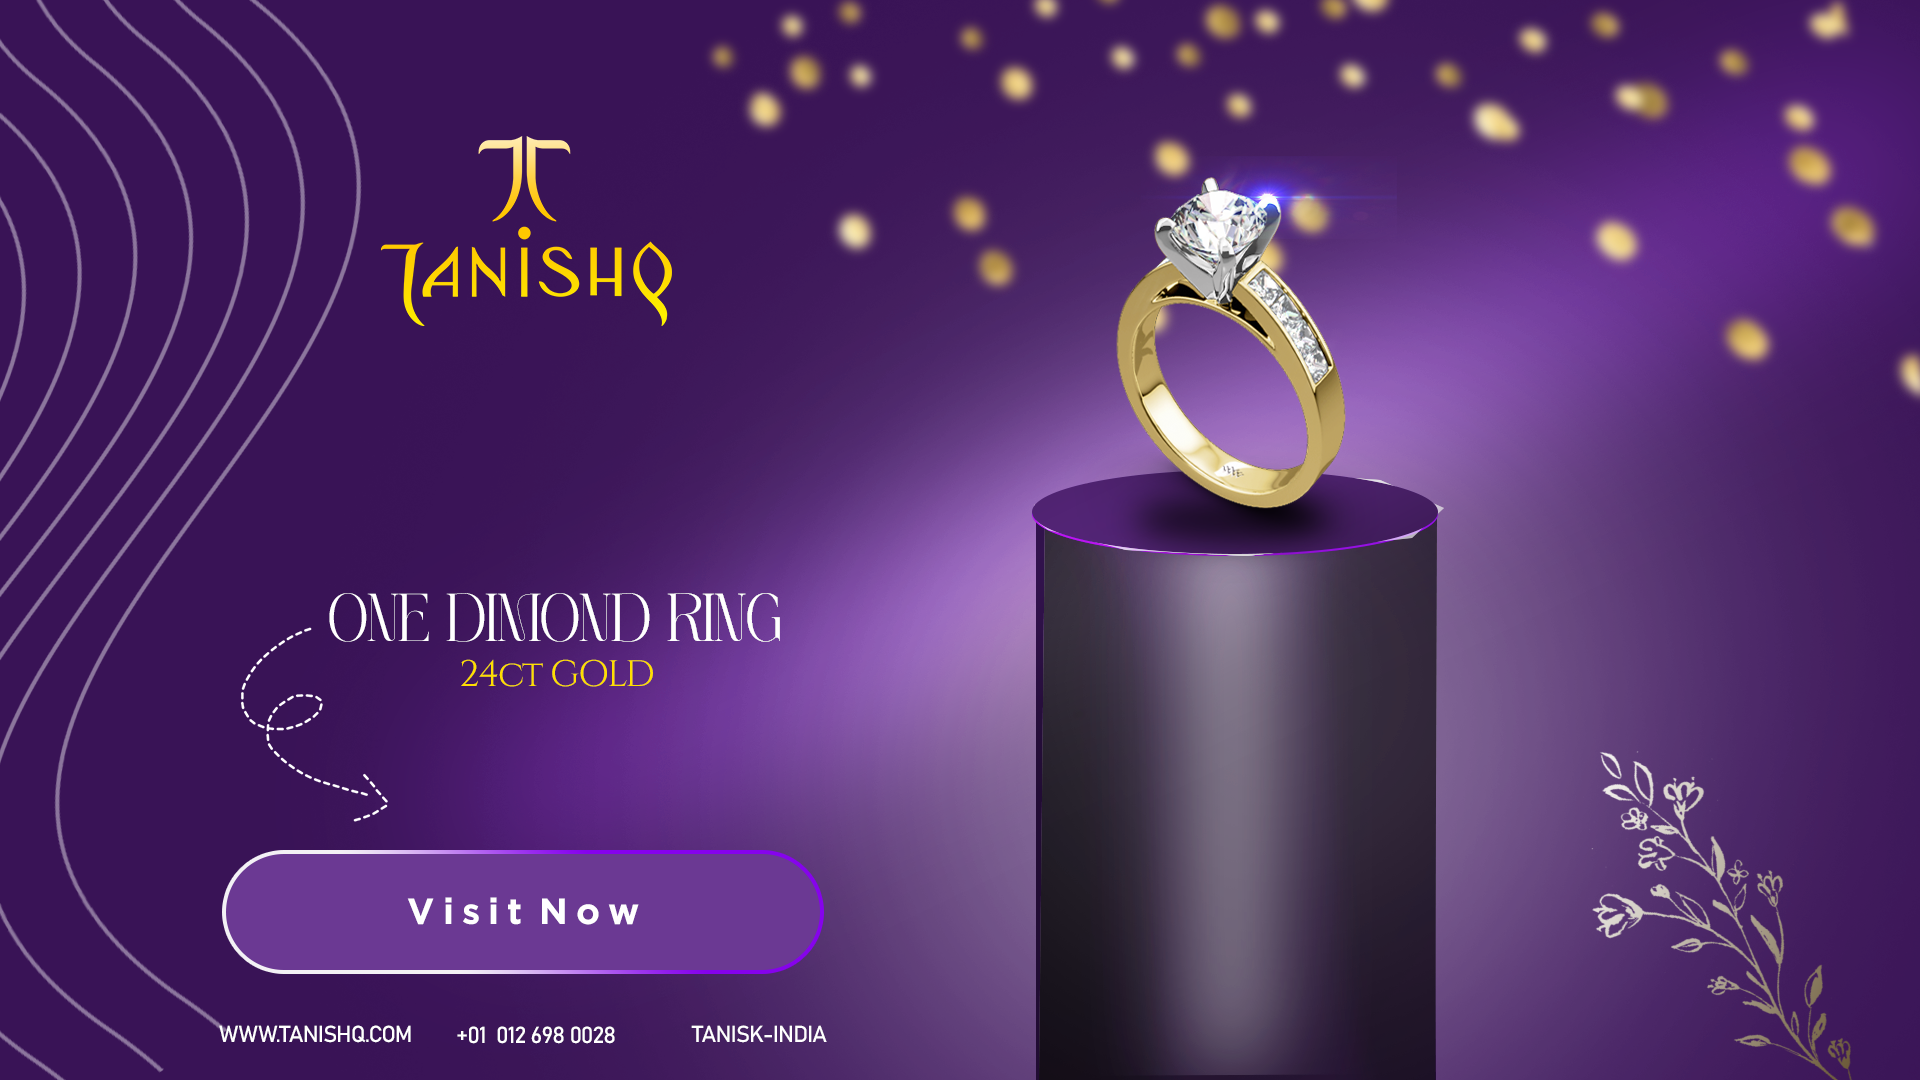 TANiSHQ
ONE DIMOND RING
24CT GOLD
Visit Now
WWW.TANISHQ.COM +01 012 698 0028 TANISK-INDIA